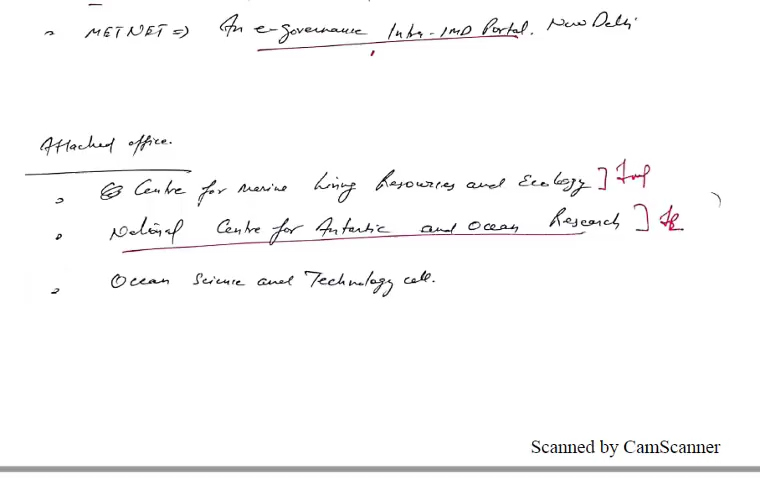 METNET ⇒ An e-governance Intra-IMD Portal. New Delhi
Attached office.
Centre for Marine Living Resources and Ecology ] Imp
National Centre for Antartic and Ocean Research ]
Ocean Science and Technology cell.
Scanned by CamScanner